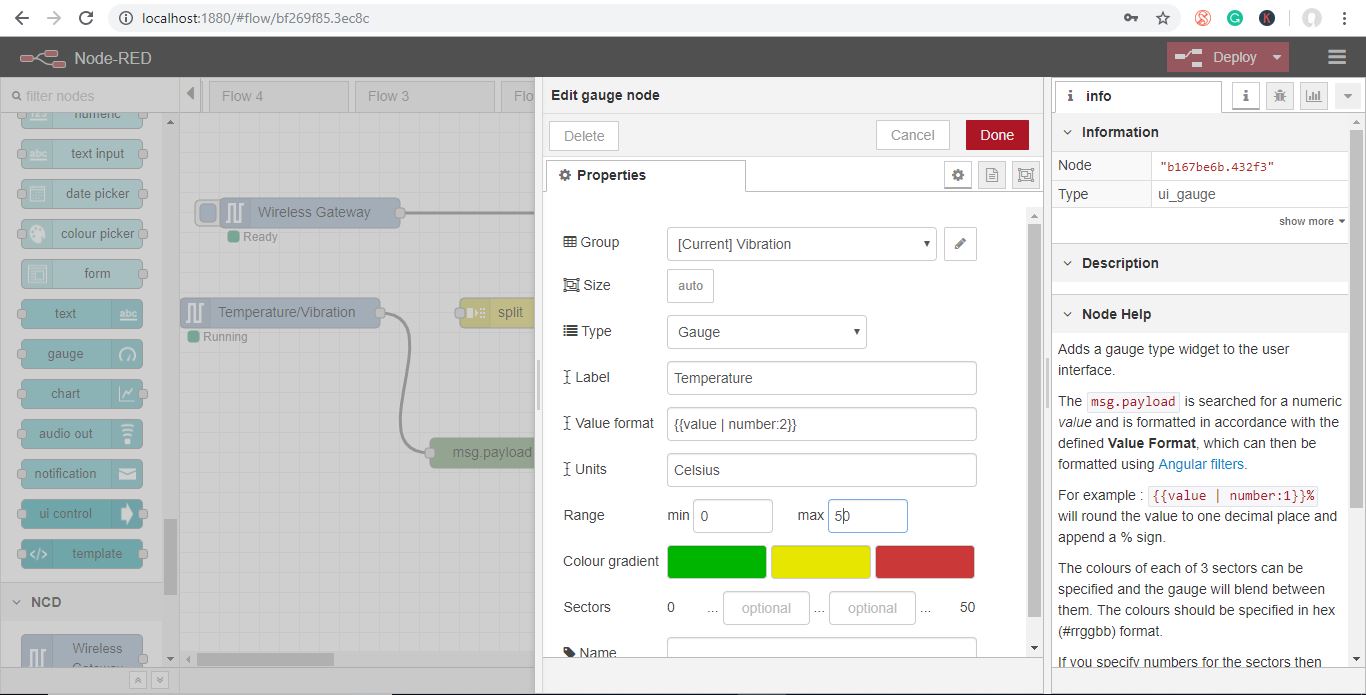 localhost:1880/#flow/bf269f85.3ec8c
Node-RED
Deploy
filter nodes
numeric
text input
date picker
colour picker
form
text
gauge
chart
audio out
notification
ui control
template
NCD
Wireless
Gateway
Flow 4
Flow 3
Flo
Wireless Gateway
Ready
Temperature/Vibration
Running
split
msg.payload
Edit gauge node
Delete
Cancel
Done
Properties
Group
[Current] Vibration
Size
auto
Type
Gauge
Label
Temperature
Value format
{{value | number:2}}
Units
Celsius
Range
min 0
max 50
Colour gradient
Sectors
0 ... optional ... optional ... 50
Name
info
Information
Node "b167be6b.432f3"
Type ui_gauge
show more
Description
Node Help
Adds a gauge type widget to the user
interface.
The msg.payload is searched for a numeric
value and is formatted in accordance with the
defined Value Format, which can then be
formatted using Angular filters.
For example : {{value | number:1}}%
will round the value to one decimal place and
append a % sign.
The colours of each of 3 sectors can be
specified and the gauge will blend between
them. The colours should be specified in hex
(#rrggbb) format.
If you specify numbers for the sectors then